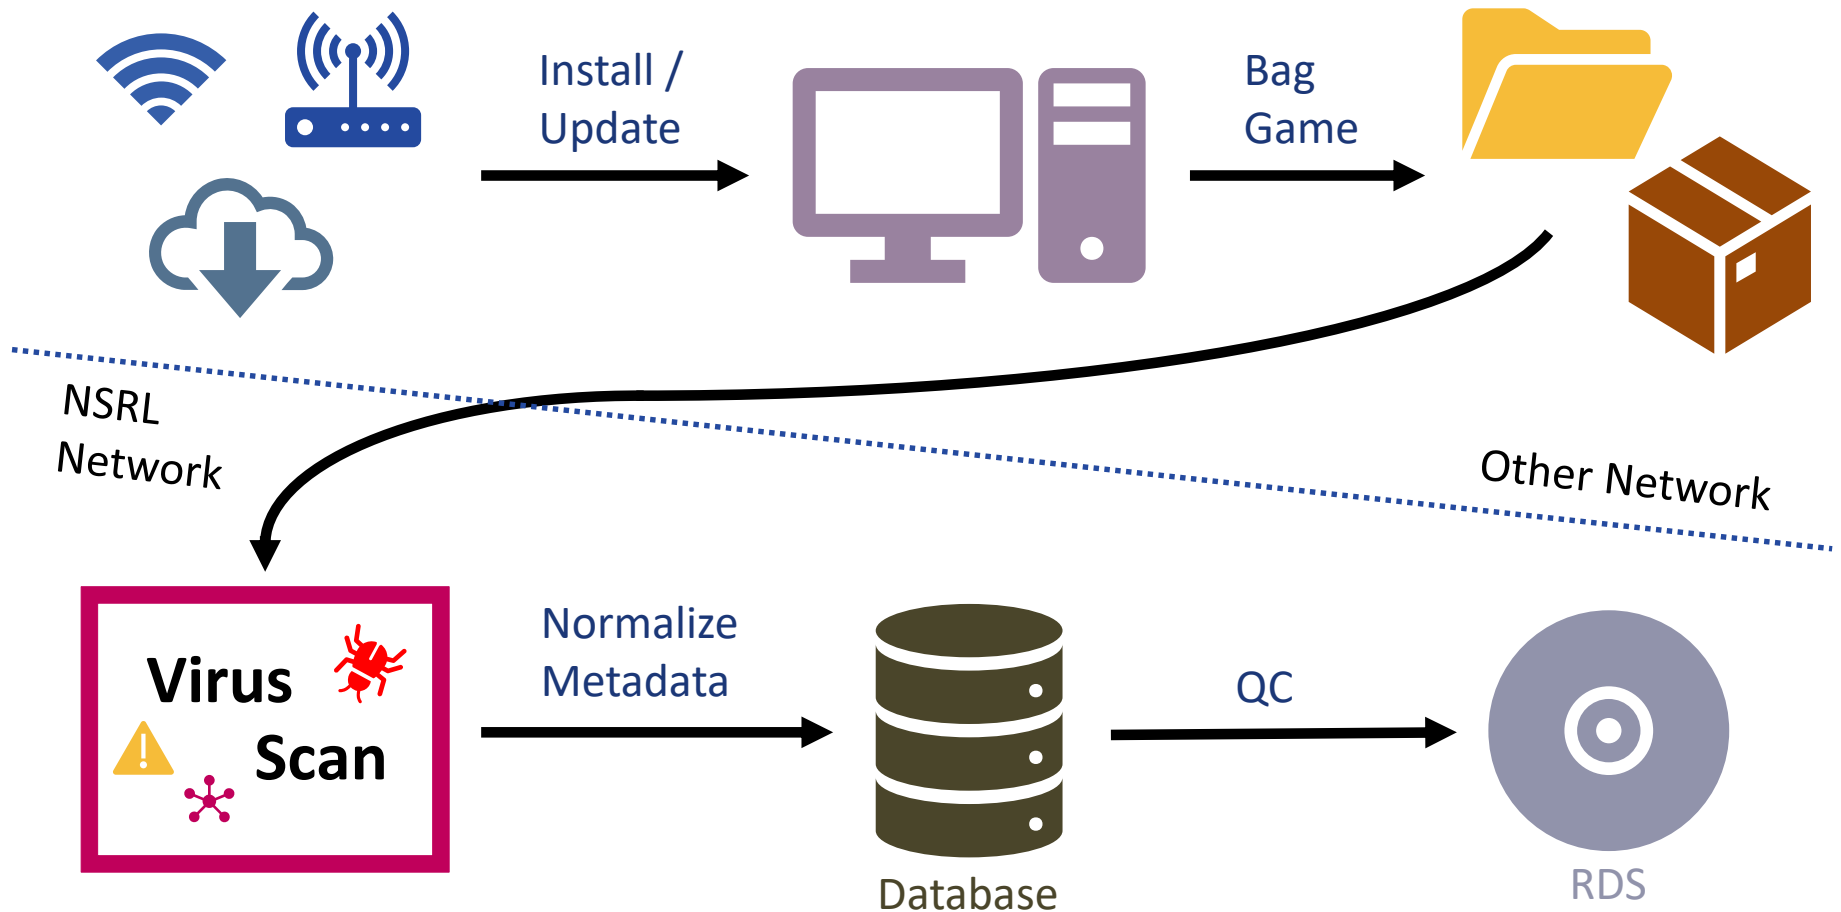 Install /
Update
Bag
Game
NSRL
Network
Other Network
Virus
Scan
Normalize
Metadata
QC
Database
RDS